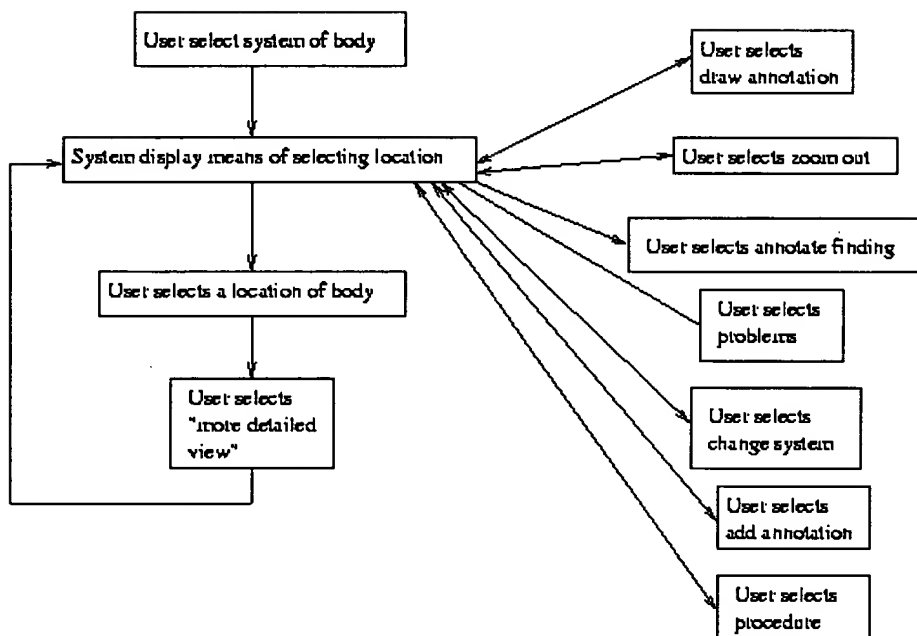 User select system of body
User selects
draw annotation
System display means of selecting location
User selects zoom out
User selects annotate finding
User selects a location of body
User selects
problems
User selects
"more detailed
view"
User selects
change system
User selects
add annotation
User selects
procedure